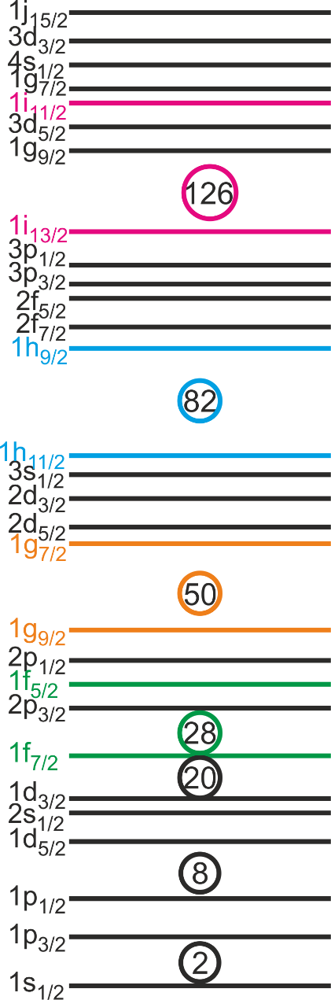 1j15/2
3d3/2
4s1/2
1g7/2
1i11/2
3d5/2
1g9/2
126
1i13/2
3p1/2
3p3/2
2f5/2
2f7/2
1h9/2
82
1h11/2
3s1/2
2d3/2
2d5/2
1g7/2
50
1g9/2
2p1/2
1f5/2
2p3/2
28
1f7/2
20
1d3/2
2s1/2
1d5/2
8
1p1/2
1p3/2
2
1s1/2